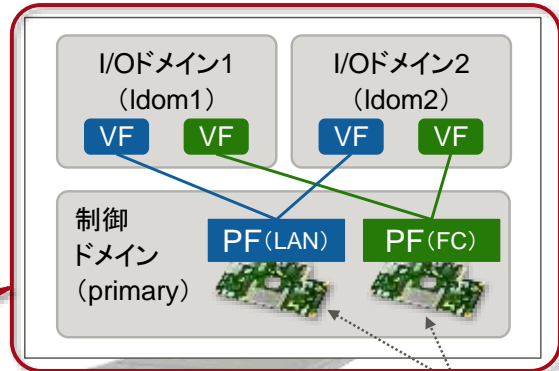 I/Oドメイン1
（ldom1）
VF
VF
I/Oドメイン2
（ldom2）
VF
VF
制御
ドメイン
（primary）
PF（LAN）
PF（FC）